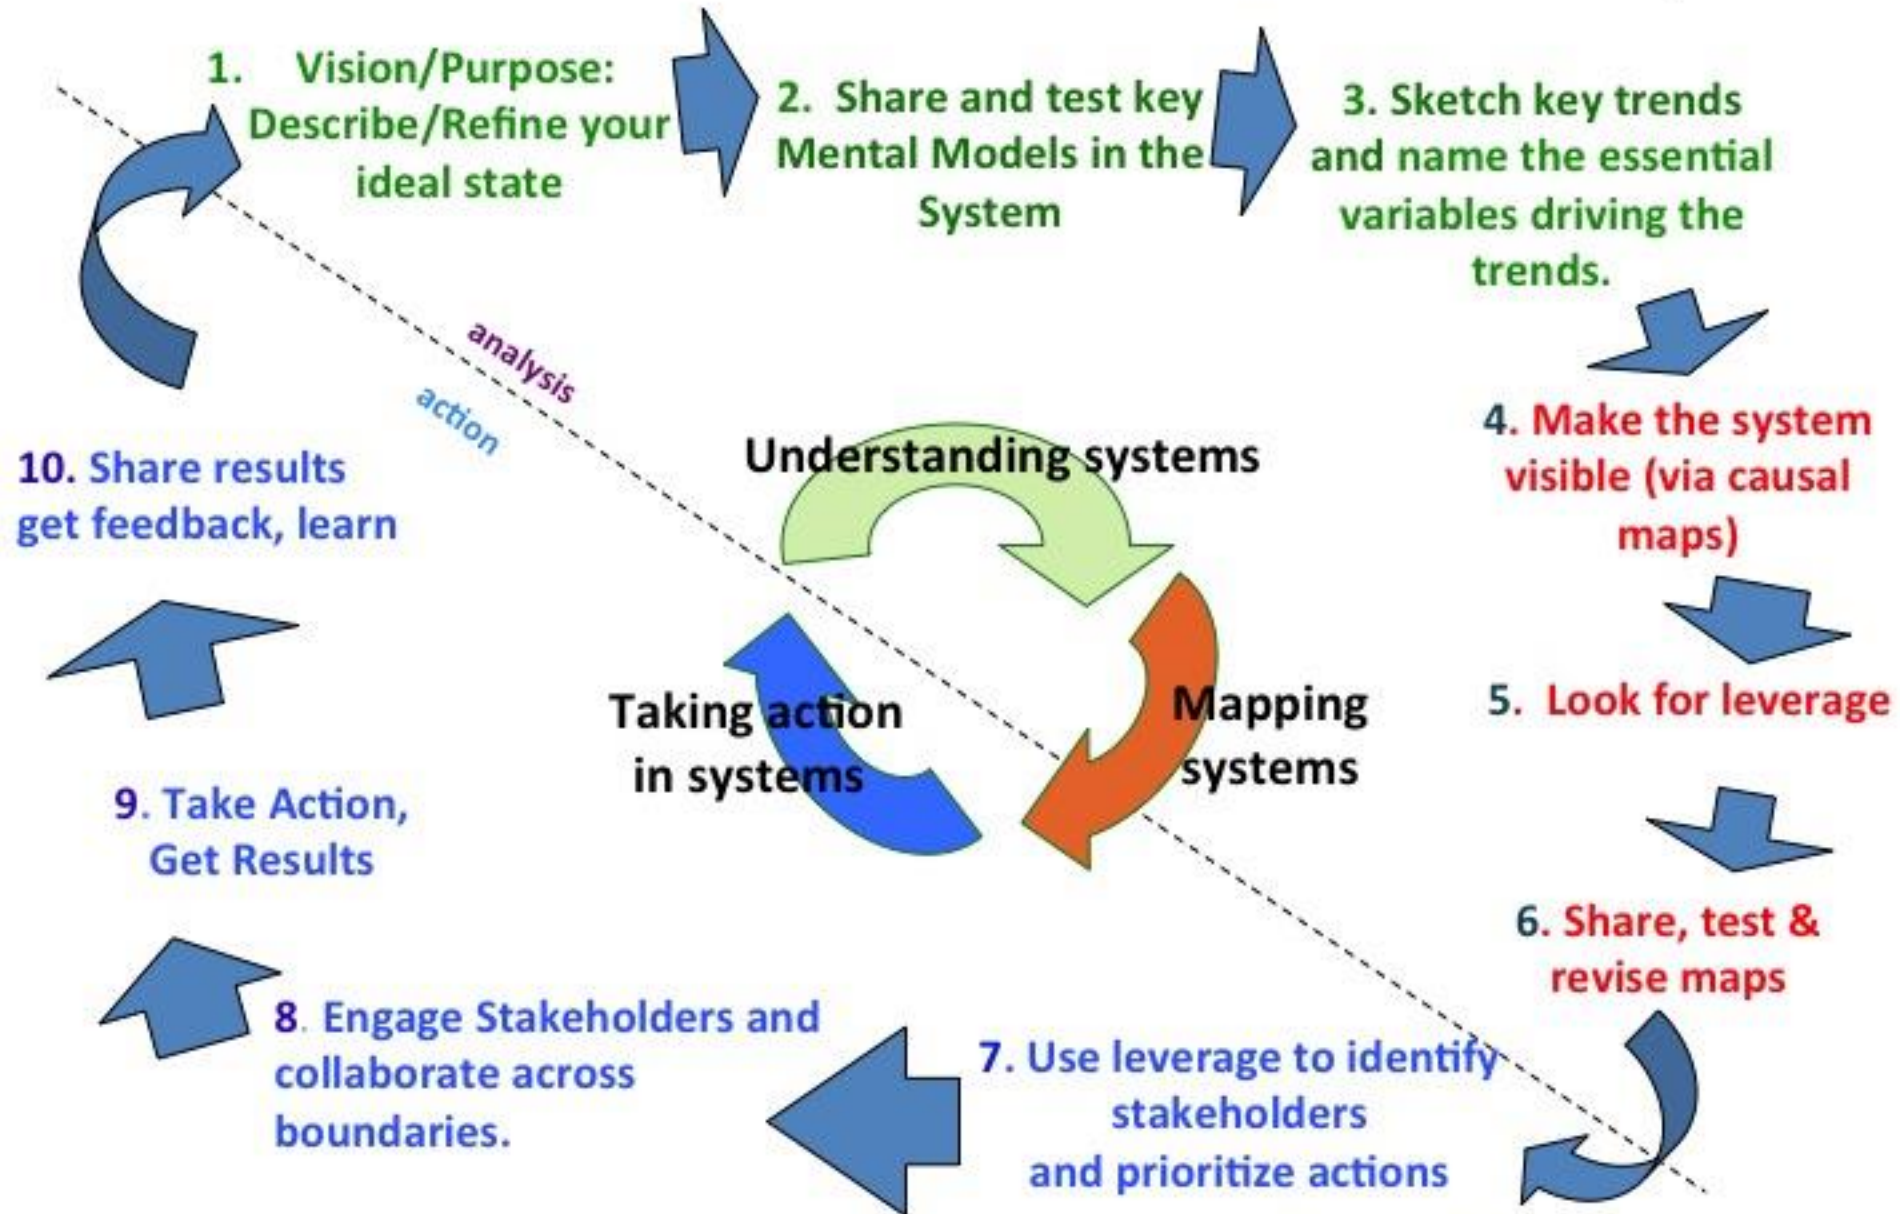 1. Vision/Purpose:
Describe/Refine your
ideal state
2. Share and test key
Mental Models in the
System
3. Sketch key trends
and name the essential
variables driving the
trends.
4. Make the system
visible (via causal
maps)
5. Look for leverage
6. Share, test &
revise maps
7. Use leverage to identify
stakeholders
and prioritize actions
8. Engage Stakeholders and
collaborate across
boundaries.
9. Take Action,
Get Results
10. Share results
get feedback, learn
analysis
action
Understanding systems
Mapping
systems
Taking action
in systems